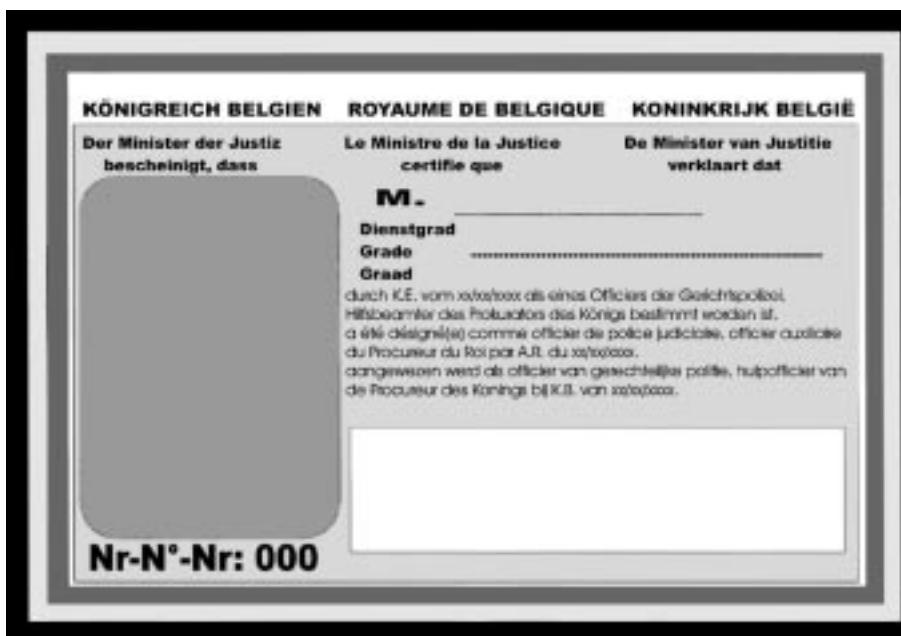 KÖNIGREICH BELGIEN ROYAUME DE BELGIQUE KONINKRIJK BELGIË
Der Minister der Justiz
bescheinigt, dass
Le Ministre de la Justice
certifie que
De Minister van Justitie
verklaart dat
M.
Dienstgrad
Grade
Graad
durch K.E. vom xx/xx/xxxx als eines Officiers der Gerichtspolizei,
Hilfsbeamter des Prokurators des Königs bestimmt worden ist.
a été désigné(e) comme officier de police judiciaire, officier auxiliaire
du Procureur du Roi par A.R. du xx/xx/xxxx.
aangewezen werd als officier van gerechtelijke politie, hulpofficier van
de Procureur des Konings bij K.B. van xx/xx/xxxx.
Nr-N°-Nr: 000